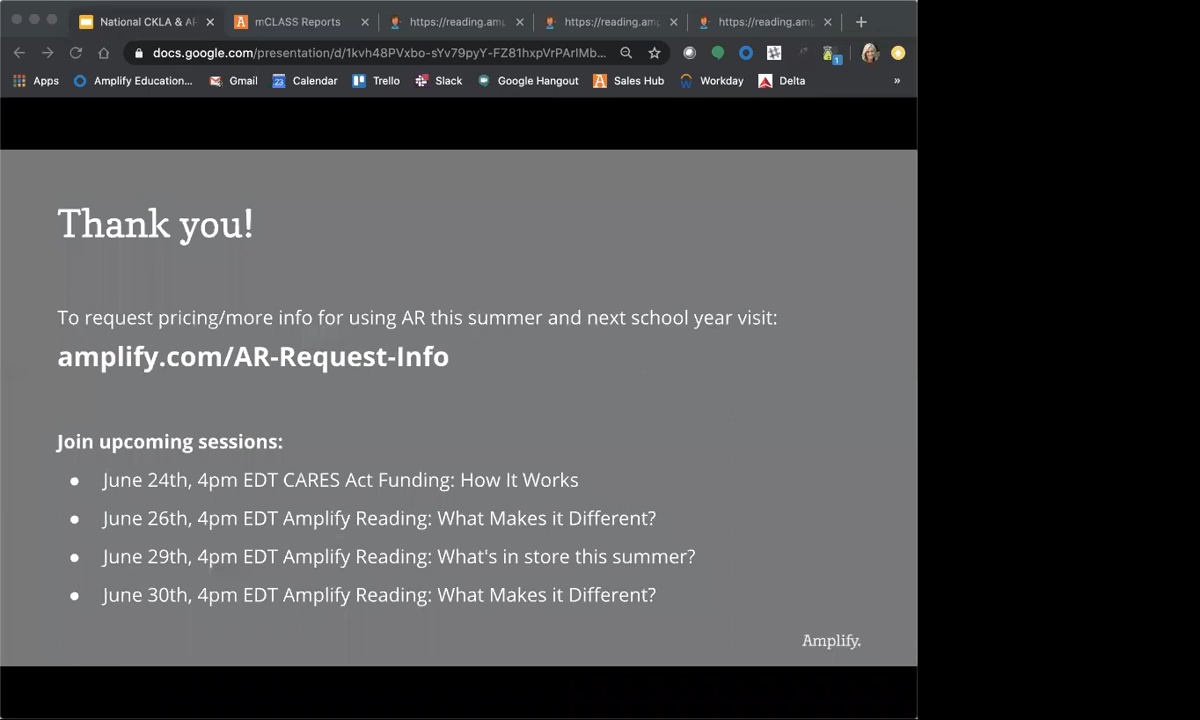 National CKLA & AF
mCLASS Reports
https://reading.amp
https://reading.amp
https://reading.amp
docs.google.com/presentation/d/1kvh48PVxbo-sYv79pyY-FZ81hxpVrPArIMb...
Apps
Amplify Education...
Gmail
Calendar
Trello
Slack
Google Hangout
Sales Hub
Workday
Delta
»
Thank you!
To request pricing/more info for using AR this summer and next school year visit:
amplify.com/AR-Request-Info
Join upcoming sessions:
● June 24th, 4pm EDT CARES Act Funding: How It Works
● June 26th, 4pm EDT Amplify Reading: What Makes it Different?
● June 29th, 4pm EDT Amplify Reading: What's in store this summer?
● June 30th, 4pm EDT Amplify Reading: What Makes it Different?
Amplify.